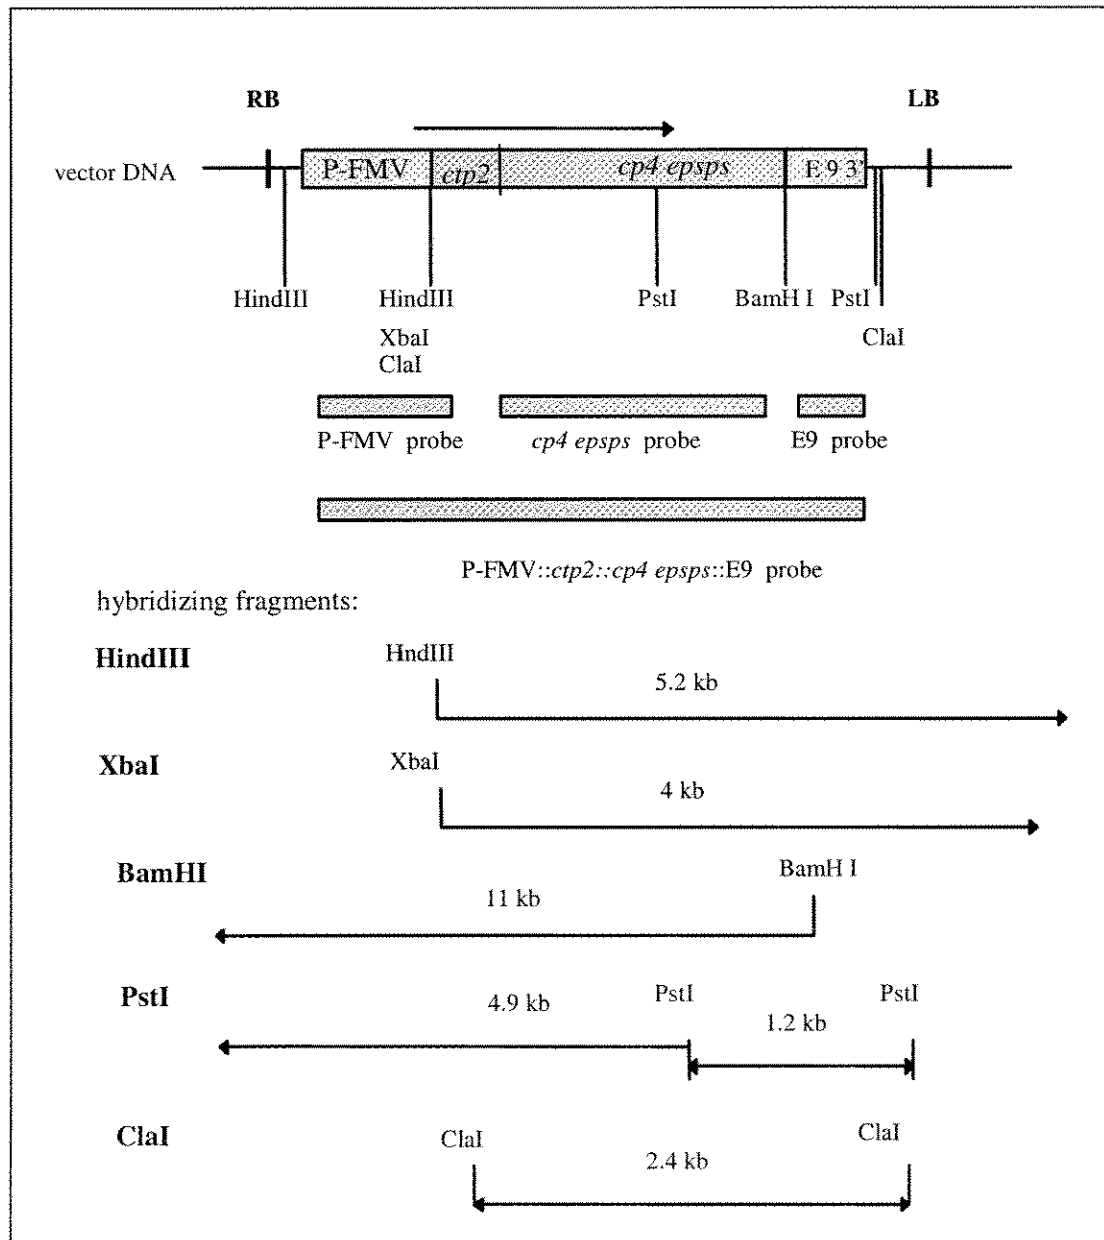 RB LB
vector DNA P-FMV ctp2 cp4 epsps E 9 3'
HindIII HindIII PstI BamH I PstI
XbaI ClaI
ClaI
P-FMV probe cp4 epsps probe E9 probe
P-FMV::ctp2::cp4 epsps::E9 probe
hybridizing fragments:
HindIII HndIII
5.2 kb
XbaI XbaI
4 kb
BamHI BamH I
11 kb
PstI 4.9 kb PstI PstI
1.2 kb
ClaI ClaI ClaI
2.4 kb